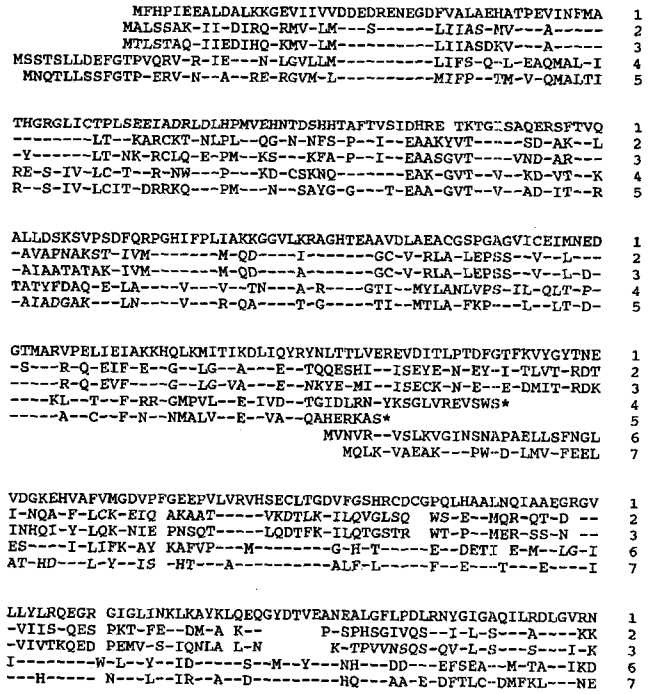 MFHPIEEALDALKKGEVIIVVDDEDRENEGDFVALAEHATPEVINFMA 1
MALSSAK-II-DIRQ-RMV-LM----S------LIIAS-MV---A--- 2
MTLSTAQ-IIEDIHQ-KMV-LM-----------LIIASDKV---A--- 3
MSSTSLLDEFGTPVQRV-R-IE---N--LGVLLM------LIFS-Q-L-EAQMAL-I 4
MNQTLLSSFGTP-ERV-N--A--RE-RGVM-L-------MIFP--TM-V-QMALTI 5
THGRGLICTPLSEEIADRLDLHPMVEHNTDSHHTAFTVSIDHRE TKTGISAQERSFTVQ 1
--------LT--KARCKT-NLPL--QG-N-NFS-P---I--EAAKYVT-----SD-AK--L 2
-Y------LT-NK-RCLQ-E-PM--KS---KFA-P-I--EAASGVT-----VND-AR--- 3
RE-S-IV-LC-T--R-NW---P---KD-CSKNQ--------EAK-GVT--V--KD-VT--K 4
R--S-IV-LCIT-DRRKQ---PM---N--SAYG-G---T-EAA-GVT--V--AD-IT--R 5
ALLDSKSVPSDFQRPGHIFPLIAKKGGVLKRAGHTEAAVDLAEACGSPGAGVICEIMNED 1
-AVAPNAKST-IVM-------M-QD----I------GC-V-RLA-LEPSS--V--L---- 2
-AIAATATAK-IVM-------M-QD----A------GC-V-RLA-LEPSS--V--L--D- 3
TATYFDAQ-E-LA-----V---V--TN---A-R---GTI--MYLANLVPS-IL-QLT-P- 4
-AIADGAK---LN-----V---R-QA----T-G-----TI--MTLA-FKP----L--LT-D- 5
GTMARVPELIEIAKKHQLKMITIKDLIQYRYNLTTLVEREVDITLPTDFGTFKVYGYTNE 1
-S---R-Q-EIF-E--G--LG--A---E--TQQESHI--ISEYE-N-EY-I-TLVT-RDT 2
-----R-Q-EVF----G--LG-VA---E--NKYE-MI--ISECK-N-E--E-DMIT-RDK 3
----KL--T--F-RR-GMPVL--E-IVD--TGIDLRN-YKSGLVREVSWS* 4
-----A--C--F--N--NMALV--E--VA--QAHERKAS* 5
MVNVR--VSLKVGINSNAPAELLSFNGL 6
MQLK-VAEAK---PW-D-LMV-FEEL 7
VDGKEHVAFVMGDVPFGEEPVLVRVHSECLTGDVFGSHRCDCGPQLHAALNQIAAEGRGV 1
I-NQA-F-LCK-EIQ AKAAT-----VKDTLK-ILQVGLSQ WS-E--MQR-QT-D -- 2
INHQI-Y-LQK-NIE PNSQT-----LQDTFK-ILQTGSTR WT-P--MER-SS-N -- 3
ES----I-LIFK-AY KAFVP---M--------G-H-T-----E--DETI E-M--LG-I 6
AT-HD---L-Y--IS -HT---A---------ALF-L-----F--E----T---E----I 7
LLYLRQEGR GIGLINKLKAYKLQEQGYDTVEANEALGFLPDLRNYGIGAQILRDLGVRN 1
-VIIS-QES PKT-FE--DM-A K-- P-SPHSGIVQS--I-L-S---A----KK 2
-VIVTKQED PEMV-S-IQNLA L-N K-TPVVNSQS-QV-L-S---S---I-K 3
I--------W-L--Y---ID-----S--M---Y---NH---DD---EFSEA--M-TA-IKD 6
---H-----N---L--IR---A--D---------HQ---AA-E-DFTLC-DMFKL---NE 7